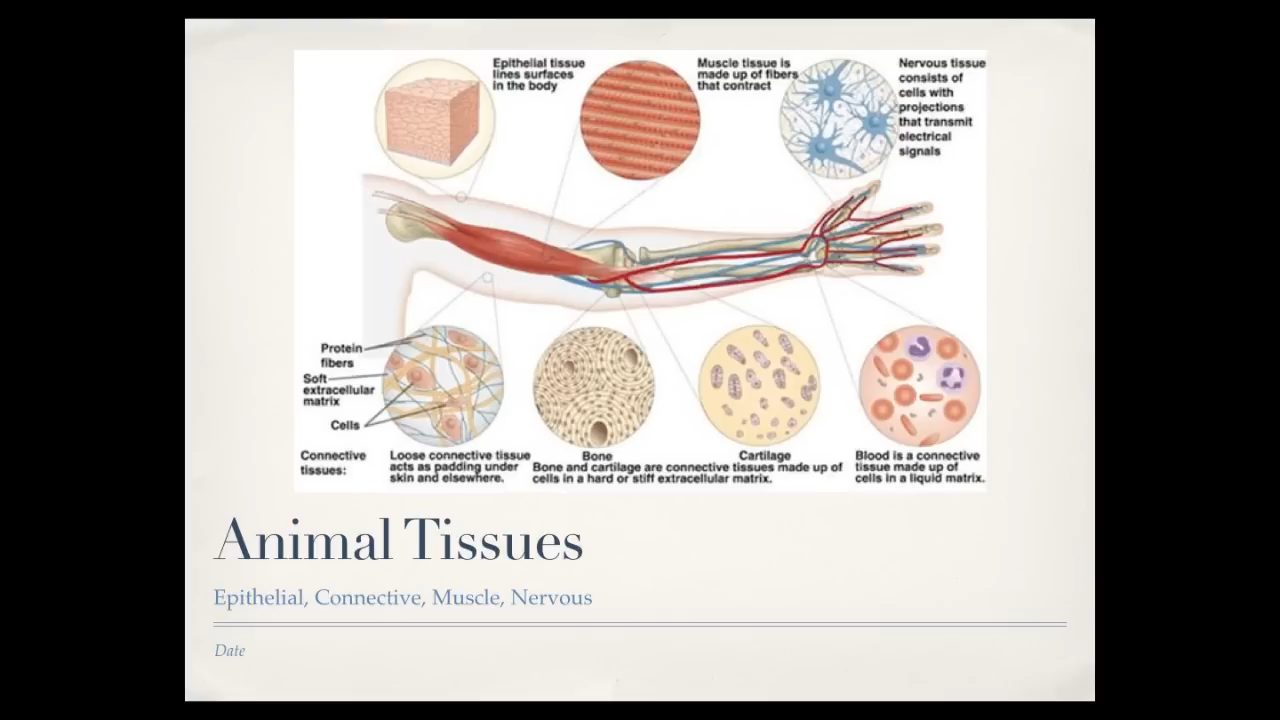 Epithelial tissue
lines surfaces
in the body
Muscle tissue is
made up of fibers
that contract
Nervous tissue
consists of
cells with
projections
that transmit
electrical
signals
Protein
fibers
Soft
extracellular
matrix
Cells
Connective
tissues:
Loose connective tissue
acts as padding under
skin and elsewhere.
Bone
Cartilage
Bone and cartilage are connective tissues made up of
cells in a hard or stiff extracellular matrix.
Blood is a connective
tissue made up of
cells in a liquid matrix.
Animal Tissues
Epithelial, Connective, Muscle, Nervous
Date